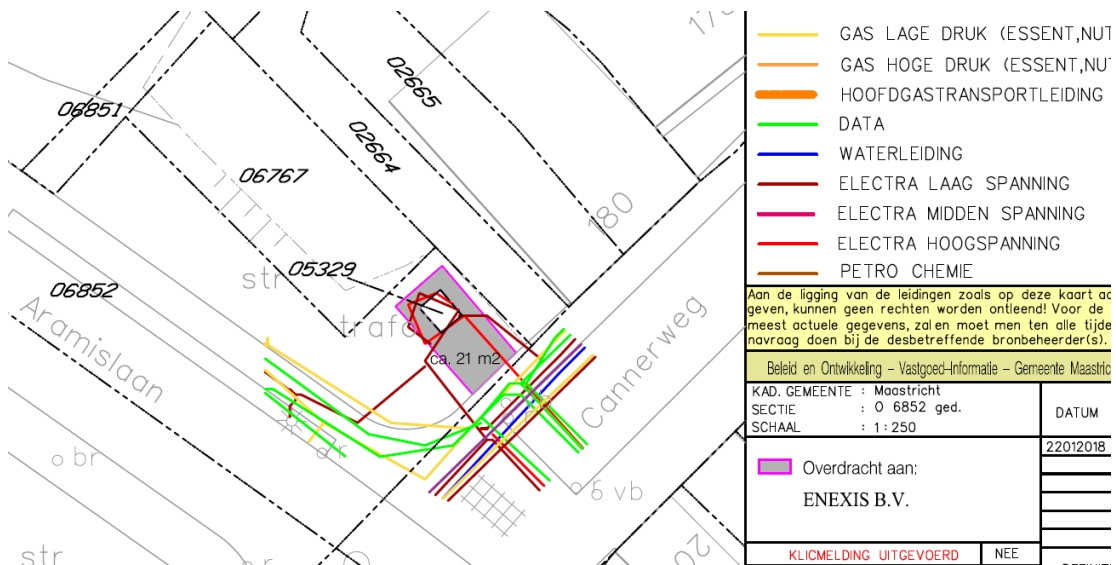 06851
02665
02664
06767
180
05329
str
06852
trafo
Aramislaan
ca. 21 m2
Cannerweg
br
dr
6 vb
str
GAS LAGE DRUK (ESSENT,NUT
GAS HOGE DRUK (ESSENT,NUT
HOOFDGASTRANSPORTLEIDING
DATA
WATERLEIDING
ELECTRA LAAG SPANNING
ELECTRA MIDDEN SPANNING
ELECTRA HOOGSPANNING
PETRO CHEMIE
Aan de ligging van de leidingen zoals op deze kaart
geven, kunnen geen rechten worden ontleend! Voor de
meest actuele gegevens, zal en moet men ten alle tijde
navraag doen bij de desbetreffende bronbeheerder(s).
Beleid en Ontwikkeling - Vastgoed-Informatie - Gemeente Maastric
KAD. GEMEENTE : Maastricht
SECTIE : O 6852 ged.
SCHAAL : 1:250
DATUM
22012018
Overdracht aan:
ENEXIS B.V.
KLICMELDING UITGEVOERD NEE